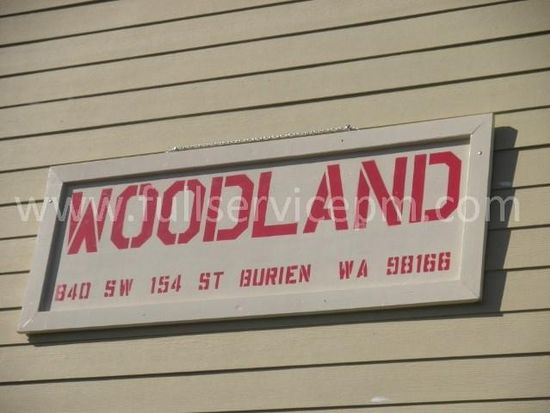 WOODLAND
www.fullservicepm.com
840 SW 154 ST BURIEN WA 98166